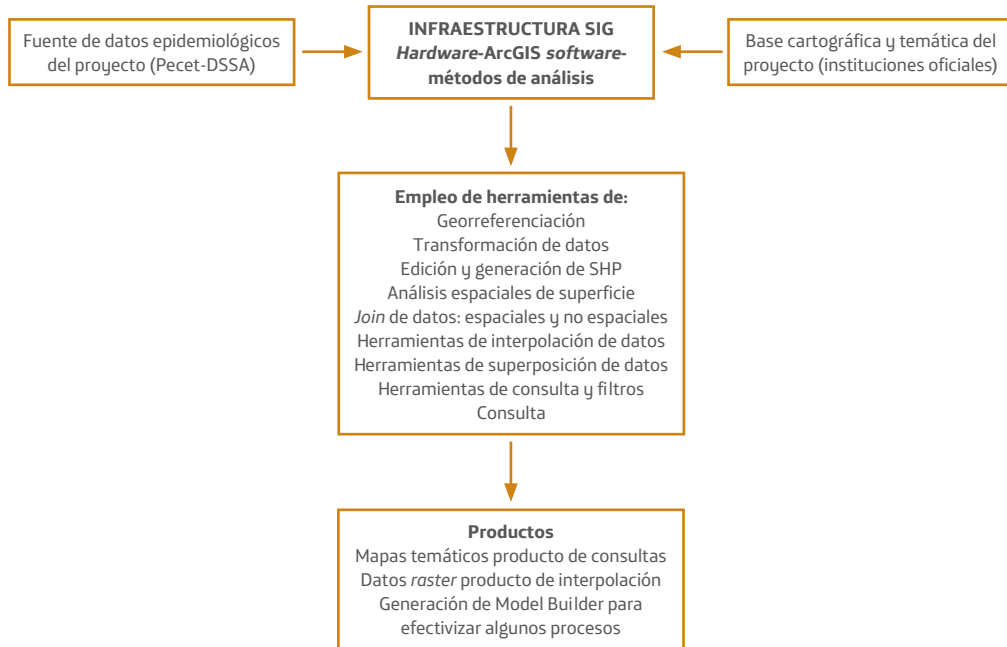 Fuente de datos epidemiológicos
del proyecto (Pecet-DSSA)
INFRAESTRUCTURA SIG
Hardware-ArcGIS software-
métodos de análisis
Base cartográfica y temática del
proyecto (instituciones oficiales)
Empleo de herramientas de:
Georreferenciación
Transformación de datos
Edición y generación de SHP
Análisis espaciales de superficie
Join de datos: espaciales y no espaciales
Herramientas de interpolación de datos
Herramientas de superposición de datos
Herramientas de consulta y filtros
Consulta
Productos
Mapas temáticos producto de consultas
Datos raster producto de interpolación
Generación de Model Builder para
efectivizar algunos procesos